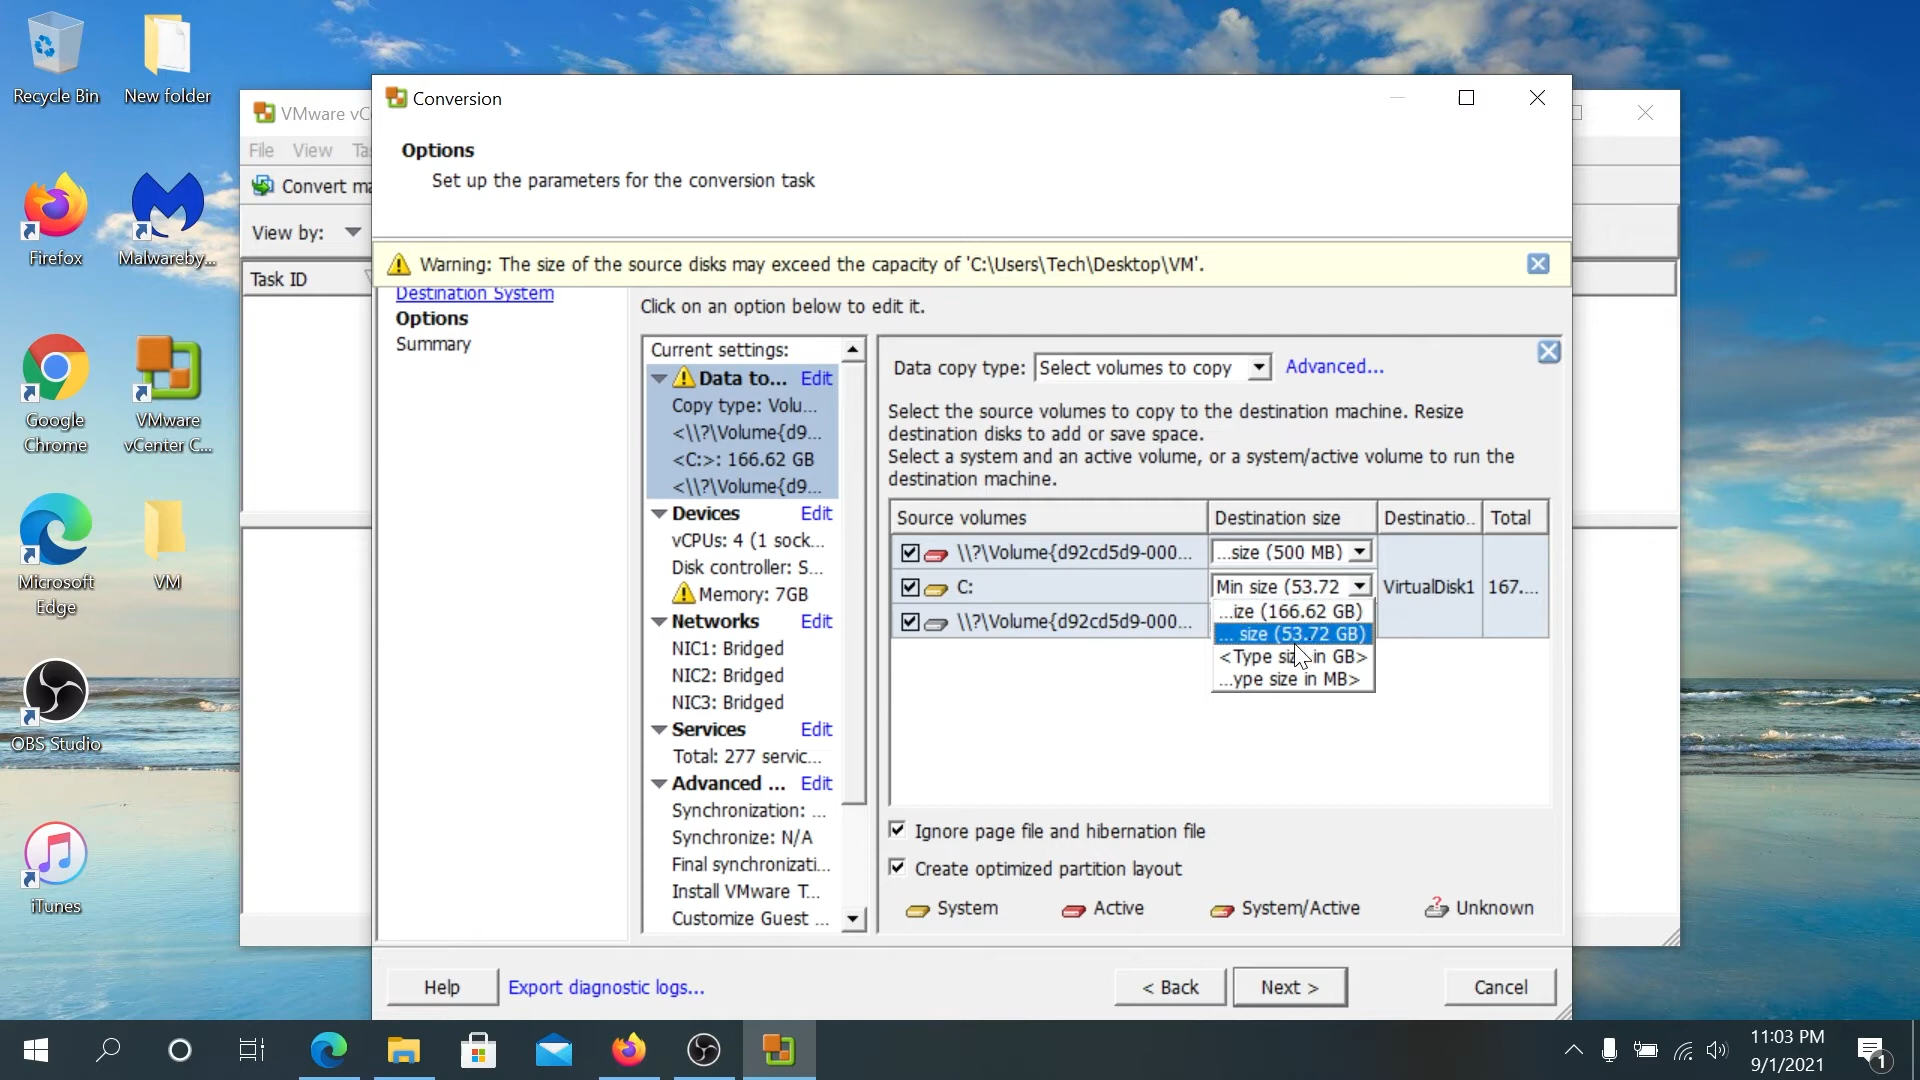 Recycle Bin
New folder
Firefox
Malwareby...
Google
Chrome
VMware
vCenter C...
Microsoft
Edge
VM
OBS Studio
iTunes
VMware vC
File View Ta
Convert ma
View by:
Task ID
Conversion
Options
Set up the parameters for the conversion task
Warning: The size of the source disks may exceed the capacity of 'C:\Users\Tech\Desktop\VM'.
Destination System
Options
Summary
Click on an option below to edit it.
Current settings:
Data to... Edit
Copy type: Volu...
<\\?\Volume{d9...
<C:>: 166.62 GB
<\\?\Volume{d9...
Devices Edit
vCPUs: 4 (1 sock...
Disk controller: S...
Memory: 7GB
Networks Edit
NIC1: Bridged
NIC2: Bridged
NIC3: Bridged
Services Edit
Total: 277 servic...
Advanced ... Edit
Synchronization: ...
Synchronize: N/A
Final synchronizati...
Install VMware T...
Customize Guest ...
Data copy type: Select volumes to copy Advanced...
Select the source volumes to copy to the destination machine. Resize
destination disks to add or save space.
Select a system and an active volume, or a system/active volume to run the
destination machine.
Source volumes Destination size Destinatio.. Total
\\?\Volume{d92cd5d9-000... ...size (500 MB)
C: Min size (53.72 VirtualDisk1 167....
\\?\Volume{d92cd5d9-000...
...ize (166.62 GB)
... size (53.72 GB)
<Type size in GB>
...ype size in MB>
Ignore page file and hibernation file
Create optimized partition layout
System Active System/Active Unknown
Help Export diagnostic logs... < Back Next > Cancel
11:03 PM
9/1/2021
1